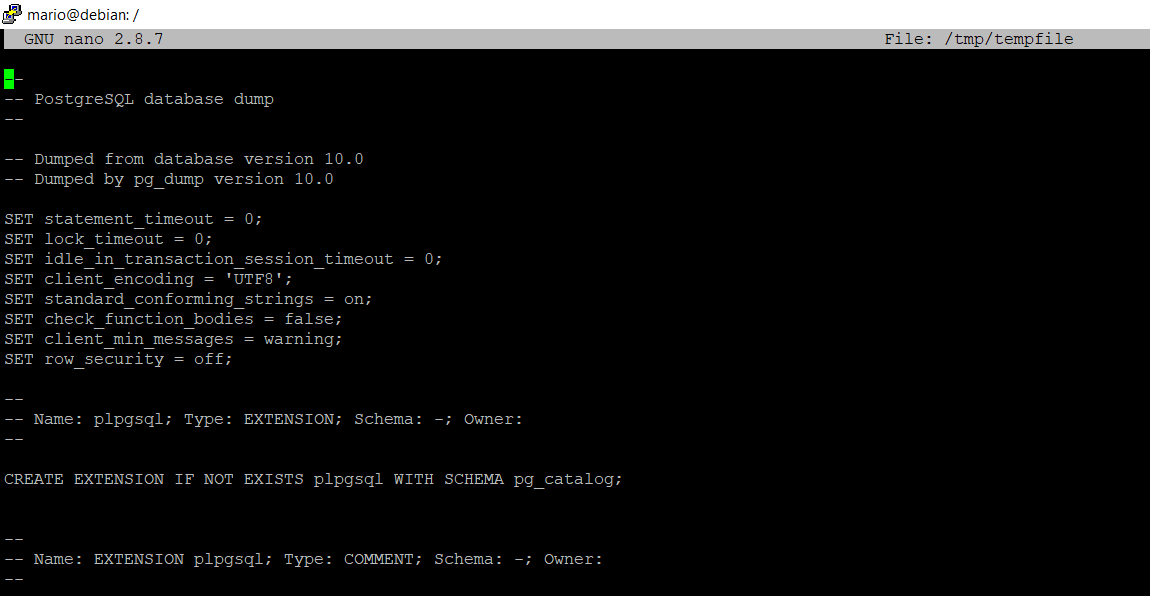 mario@debian: /
GNU nano 2.8.7 File: /tmp/tempfile
--
-- PostgreSQL database dump
--
-- Dumped from database version 10.0
-- Dumped by pg_dump version 10.0
SET statement_timeout = 0;
SET lock_timeout = 0;
SET idle_in_transaction_session_timeout = 0;
SET client_encoding = 'UTF8';
SET standard_conforming_strings = on;
SET check_function_bodies = false;
SET client_min_messages = warning;
SET row_security = off;
--
-- Name: plpgsql; Type: EXTENSION; Schema: -; Owner:
--
CREATE EXTENSION IF NOT EXISTS plpgsql WITH SCHEMA pg_catalog;
--
-- Name: EXTENSION plpgsql; Type: COMMENT; Schema: -; Owner:
--